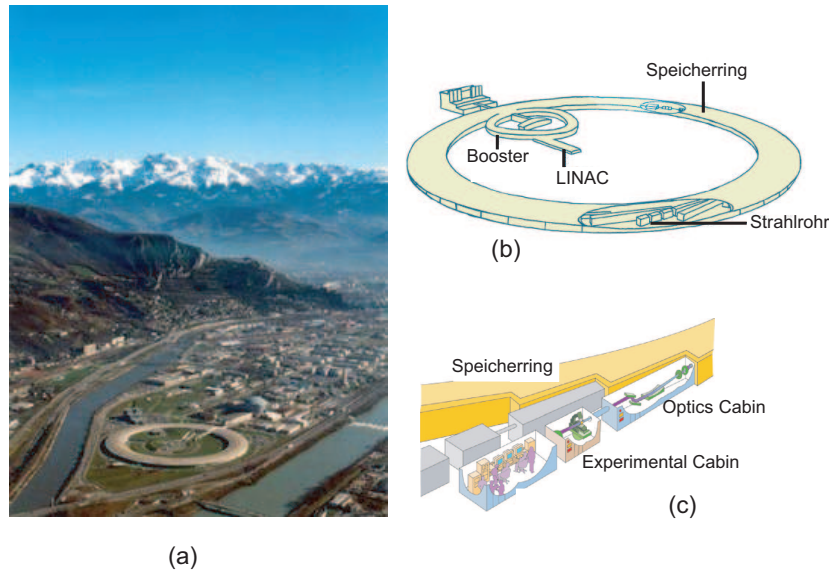 Speicherring
Booster
LINAC
Strahlrohr
(b)
Speicherring
Optics Cabin
Experimental Cabin
(c)
(a)